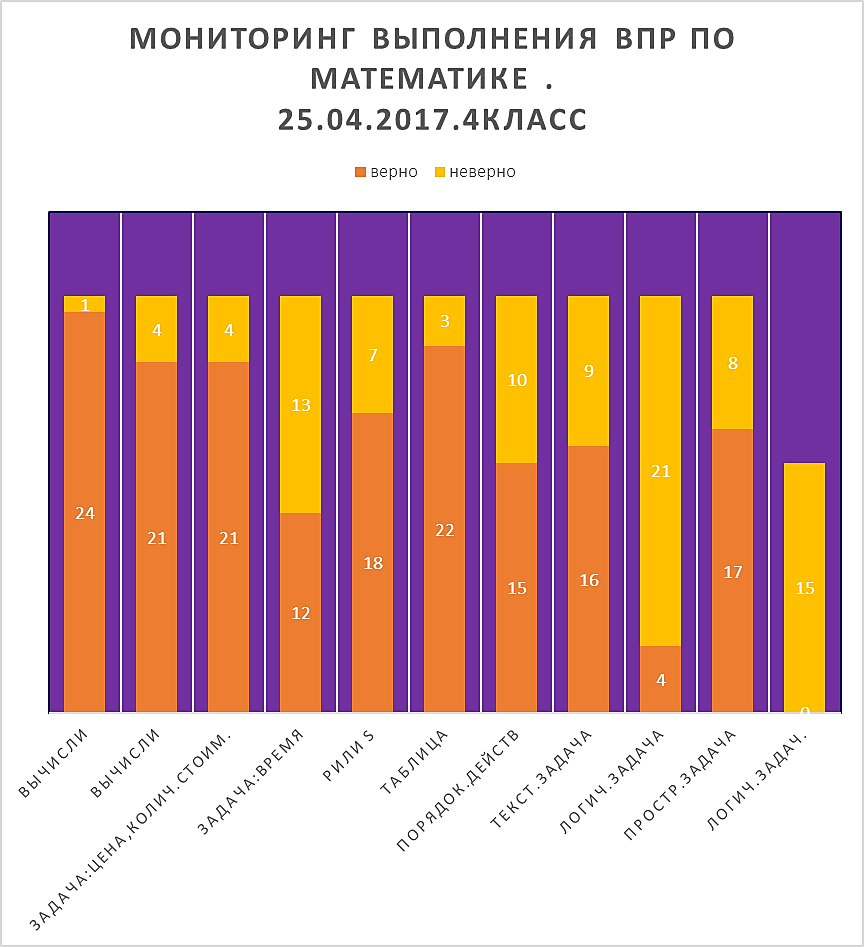 МОНИТОРИНГ ВЫПОЛНЕНИЯ ВПР ПО
МАТЕМАТИКЕ .
25.04.2017.4КЛАСС
верно неверно
1
4
4
13
7
3
10
9
21
8
15
24
21
21
12
18
22
15
16
4
17
0
ВЫЧИСЛИ
ВЫЧИСЛИ
ЗАДАЧА:ЦЕНА,КОЛИЧ.СТОИМ.
ЗАДАЧА:ВРЕМЯ
РИЛИ S
ТАБЛИЦА
ПОРЯДОК.ДЕЙСТВ
ТЕКСТ.ЗАДАЧА
ЛОГИЧ.ЗАДАЧА
ПРОСТР.ЗАДАЧА
ЛОГИЧ.ЗАДАЧ.